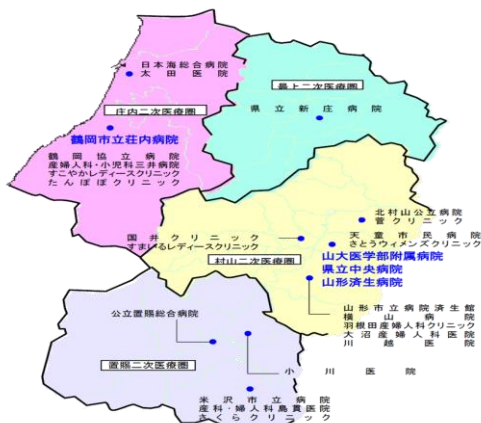 日本海総合病院
太田医院
最上二次医療圏
庄内二次医療圏
県立新庄病院
鶴岡市立荘内病院
鶴岡協立病院
産婦人科・小児科三井病院
すこやかレディースクリニック
たんぽぽクリニック
北村山公立病院
菅クリニック
国井クリニック
すまいるレディースクリニック
天童市民病院
さとうウィメンズクリニック
山大医学部附属病院
村山二次医療圏
県立中央病院
山形済生病院
山形市立病院済生館
横山病院
羽根田産婦人科クリニック
大沼産婦人科医院
川越医院
公立置賜総合病院
置賜二次医療圏
小川医院
米沢市立病院
産科・婦人科島貫医院
さくらクリニック